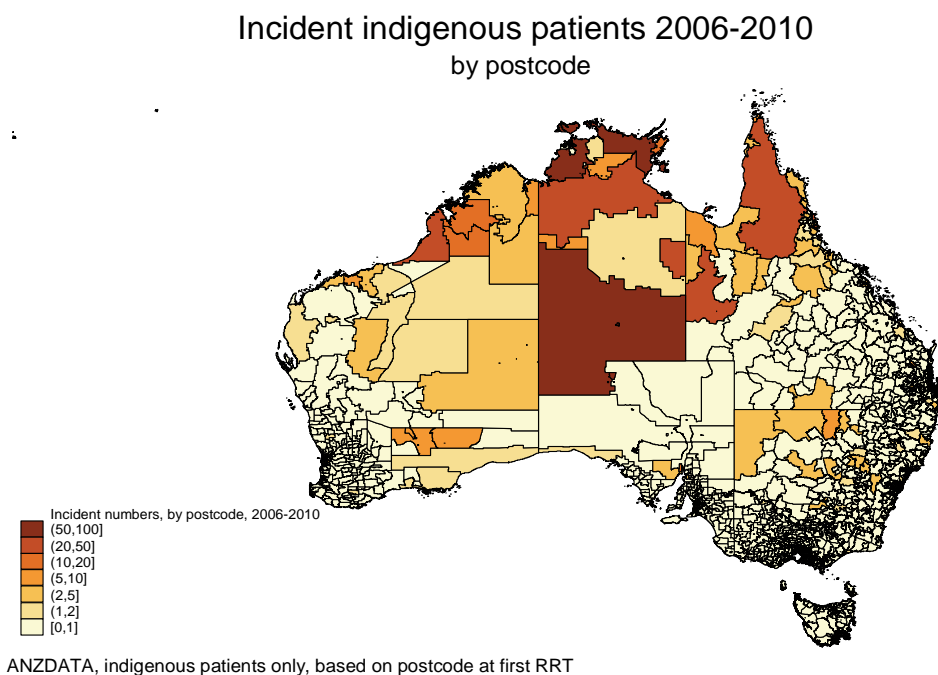 Incident indigenous patients 2006-2010
by postcode
Incident numbers, by postcode, 2006-2010
(50,100]
(20,50]
(10,20]
(5,10]
(2,5]
(1,2]
[0,1]
ANZDATA, indigenous patients only, based on postcode at first RRT